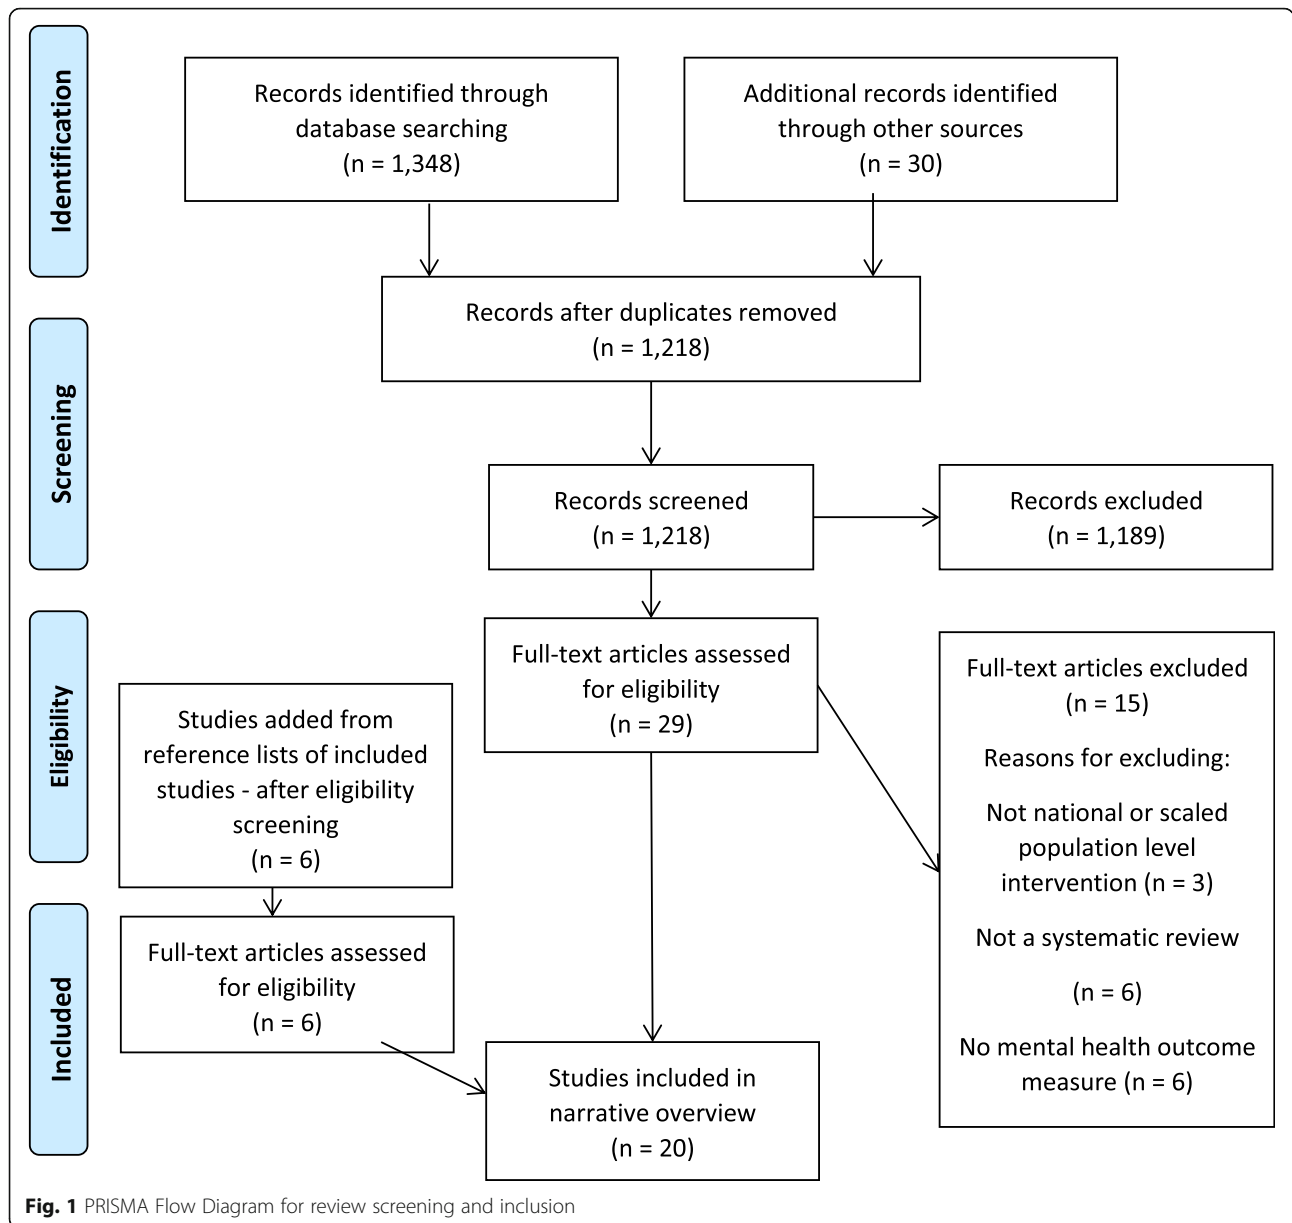 Identification
Records identified through
database searching
(n = 1,348)
Additional records identified
through other sources
(n = 30)
Records after duplicates removed
(n = 1,218)
Screening
Records screened
(n = 1,218)
Records excluded
(n = 1,189)
Eligibility
Full-text articles assessed
for eligibility
(n = 29)
Full-text articles excluded
(n = 15)
Reasons for excluding:
Not national or scaled
population level
intervention (n = 3)
Not a systematic review
(n = 6)
No mental health outcome
measure (n = 6)
Studies added from
reference lists of included
studies - after eligibility
screening
(n = 6)
Included
Full-text articles assessed
for eligibility
(n = 6)
Studies included in
narrative overview
(n = 20)
Fig. 1 PRISMA Flow Diagram for review screening and inclusion